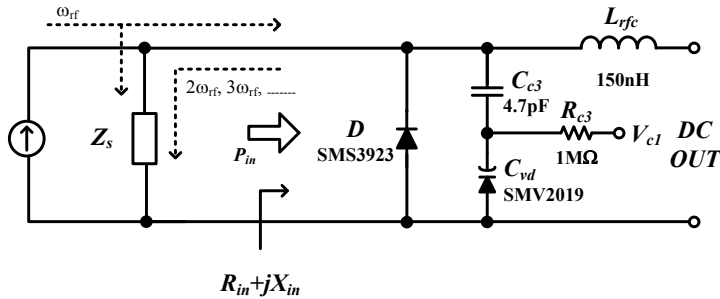 ωrf
Lrfc
2ωrf, 3ωrf, .......
150nH
Cc3
4.7pF
Rc3
Zs
Pin
D
SMS3923
Vc1
DC
OUT
1MΩ
Cvd
SMV2019
Rin+jXin